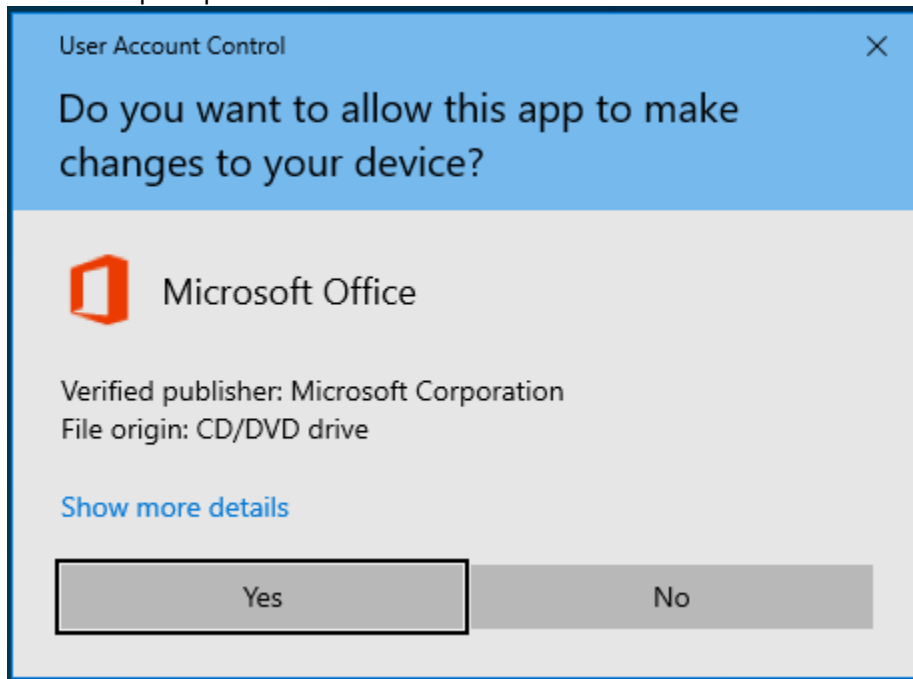 User Account Control
Do you want to allow this app to make
changes to your device?
Microsoft Office
Verified publisher: Microsoft Corporation
File origin: CD/DVD drive
Show more details
Yes
No